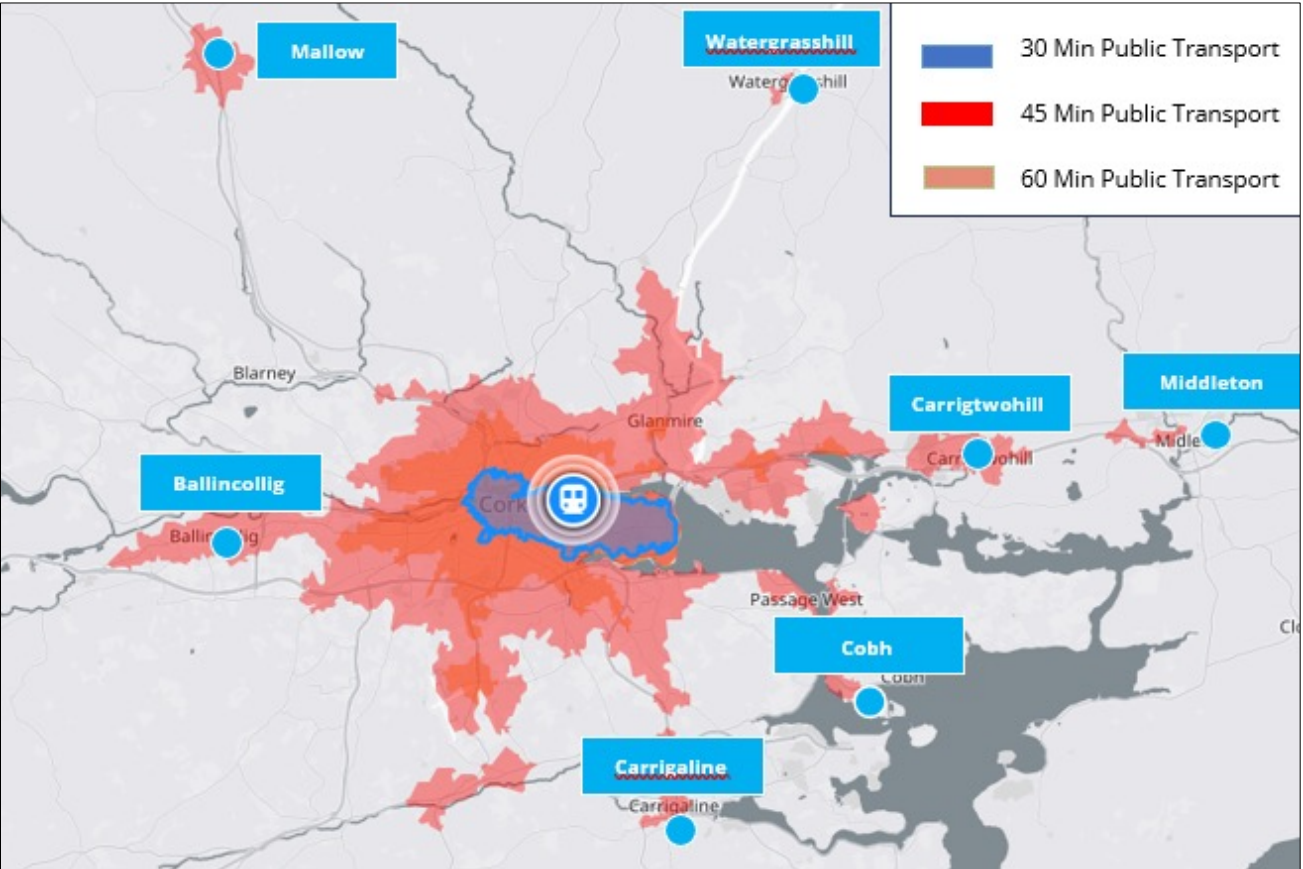 Mallow
Watergrasshill
30 Min Public Transport
45 Min Public Transport
60 Min Public Transport
Blarney
Middleton
Carrigtwohill
Glanmire
Ballincollig
Cork
Passage West
Cobh
Cobh
Carrigaline
Carrigaline